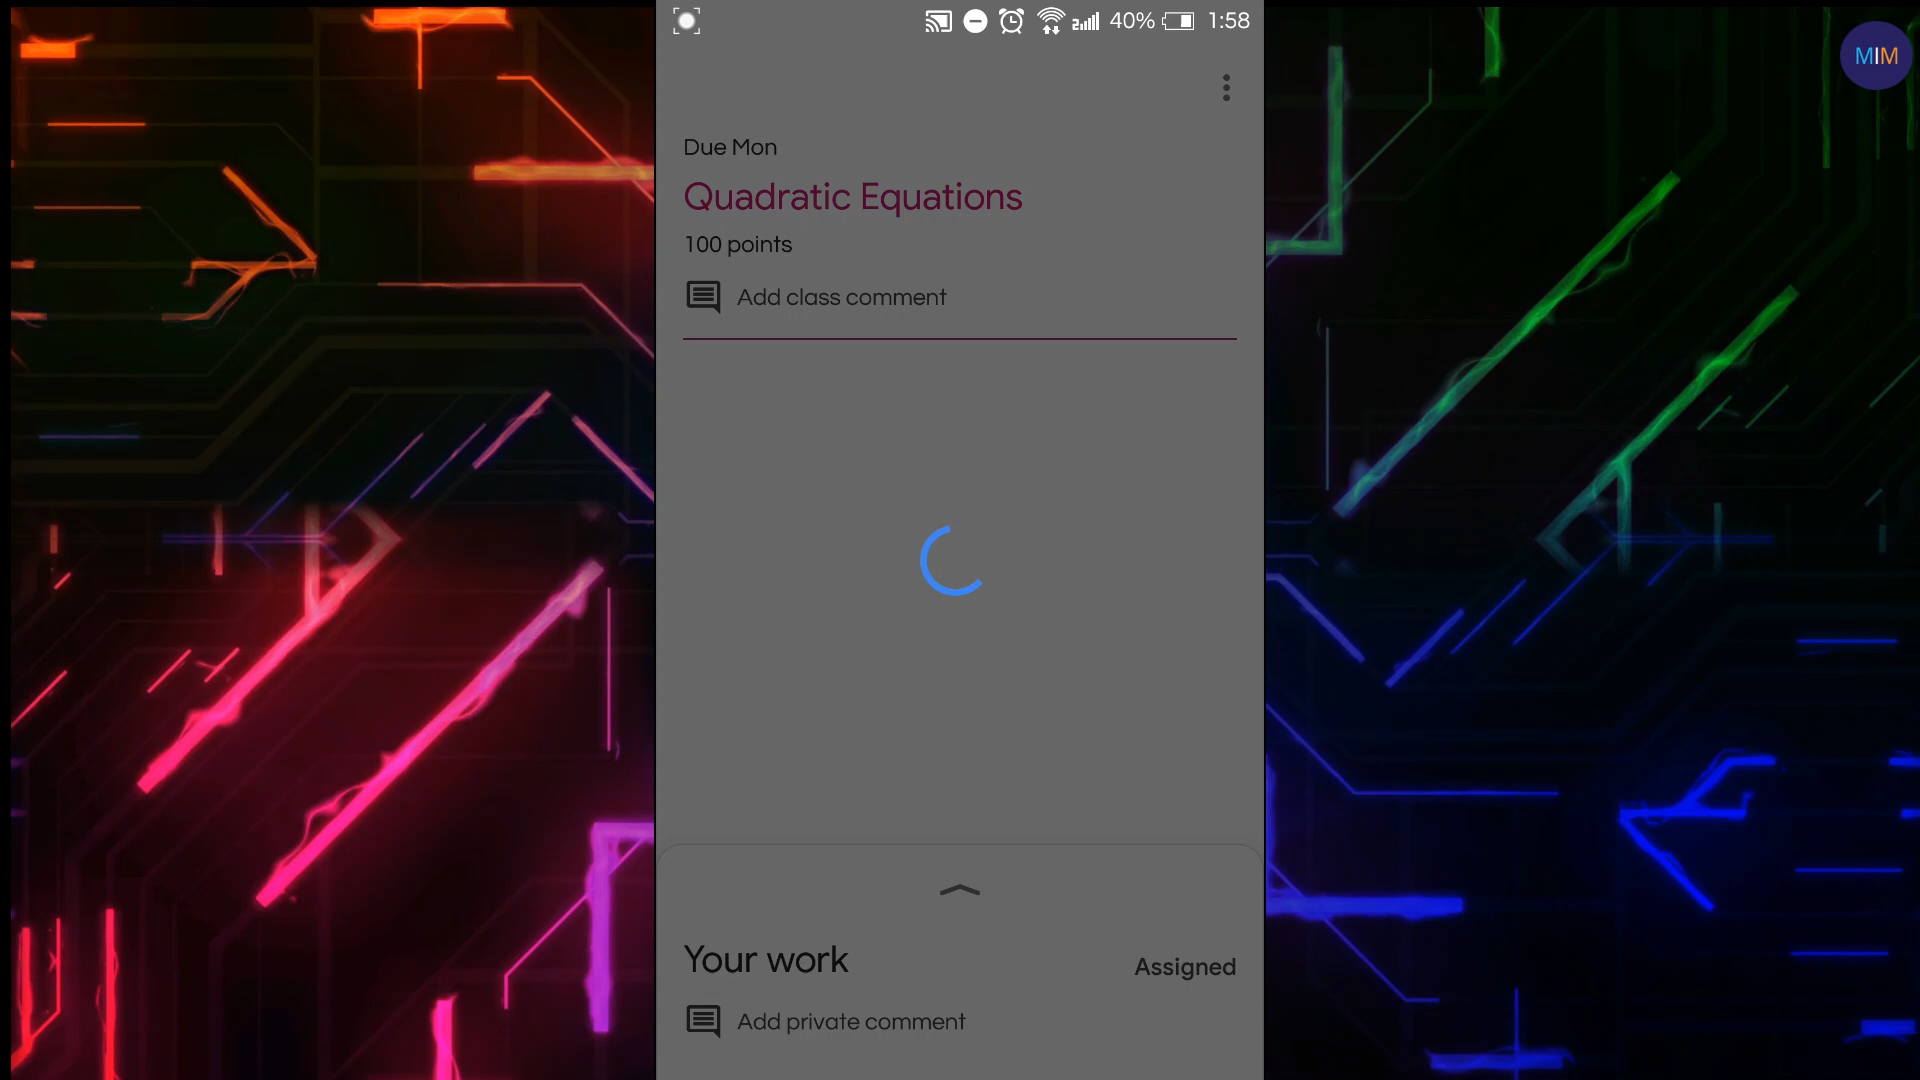 40% 1:58
MIM
Due Mon
Quadratic Equations
100 points
Add class comment
Your work
Assigned
Add private comment